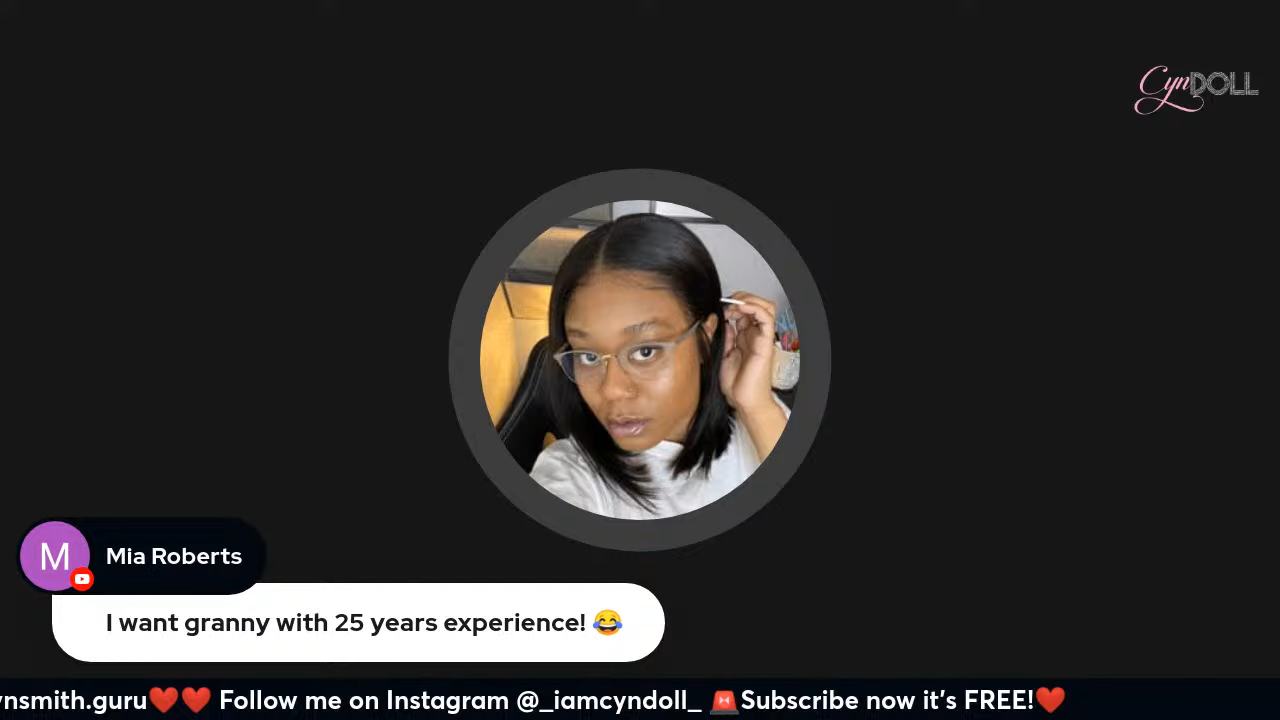 CynDOLL
M
Mia Roberts
I want granny with 25 years experience! 😂
ynsmith.guru❤️❤️ Follow me on Instagram @_iamcyndoll_ 🚨Subscribe now it's FREE!❤️